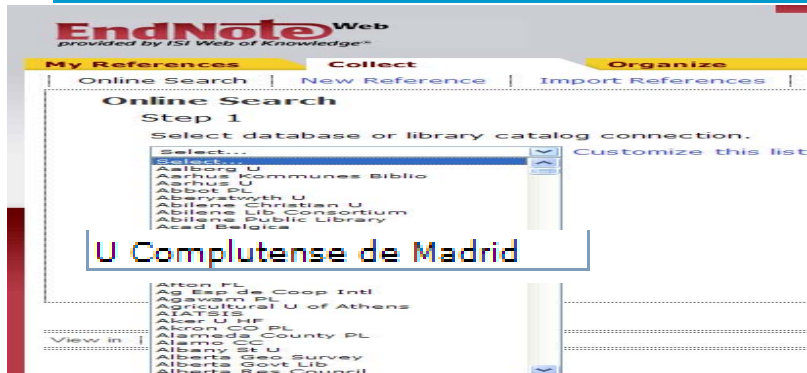 EndNote Web
provided by ISI Web of Knowledge
My References Collect Organize
Online Search | New Reference | Import References |
Online Search
Step 1
Select database or library catalog connection.
Select... Customize this list
Select...
Aalborg U
Aarhus Kommunes Biblio
Aarhus U
Abbot PL
Aberystwyth U
Abilene Christian U
Abilene Lib Consortium
Abilene Public Library
Acad Belgica
U Complutense de Madrid
Afton FL
Ag Esp de Coop Intl
Agawam PL
Agricultural U of Athens
AIATSIS
Aker U HF
Akron CO PL
Alameda County PL
Alamo CC
View in
Albany St U
Alberta Geo Survey
Alberta Govt Lib
Alberta Res Council